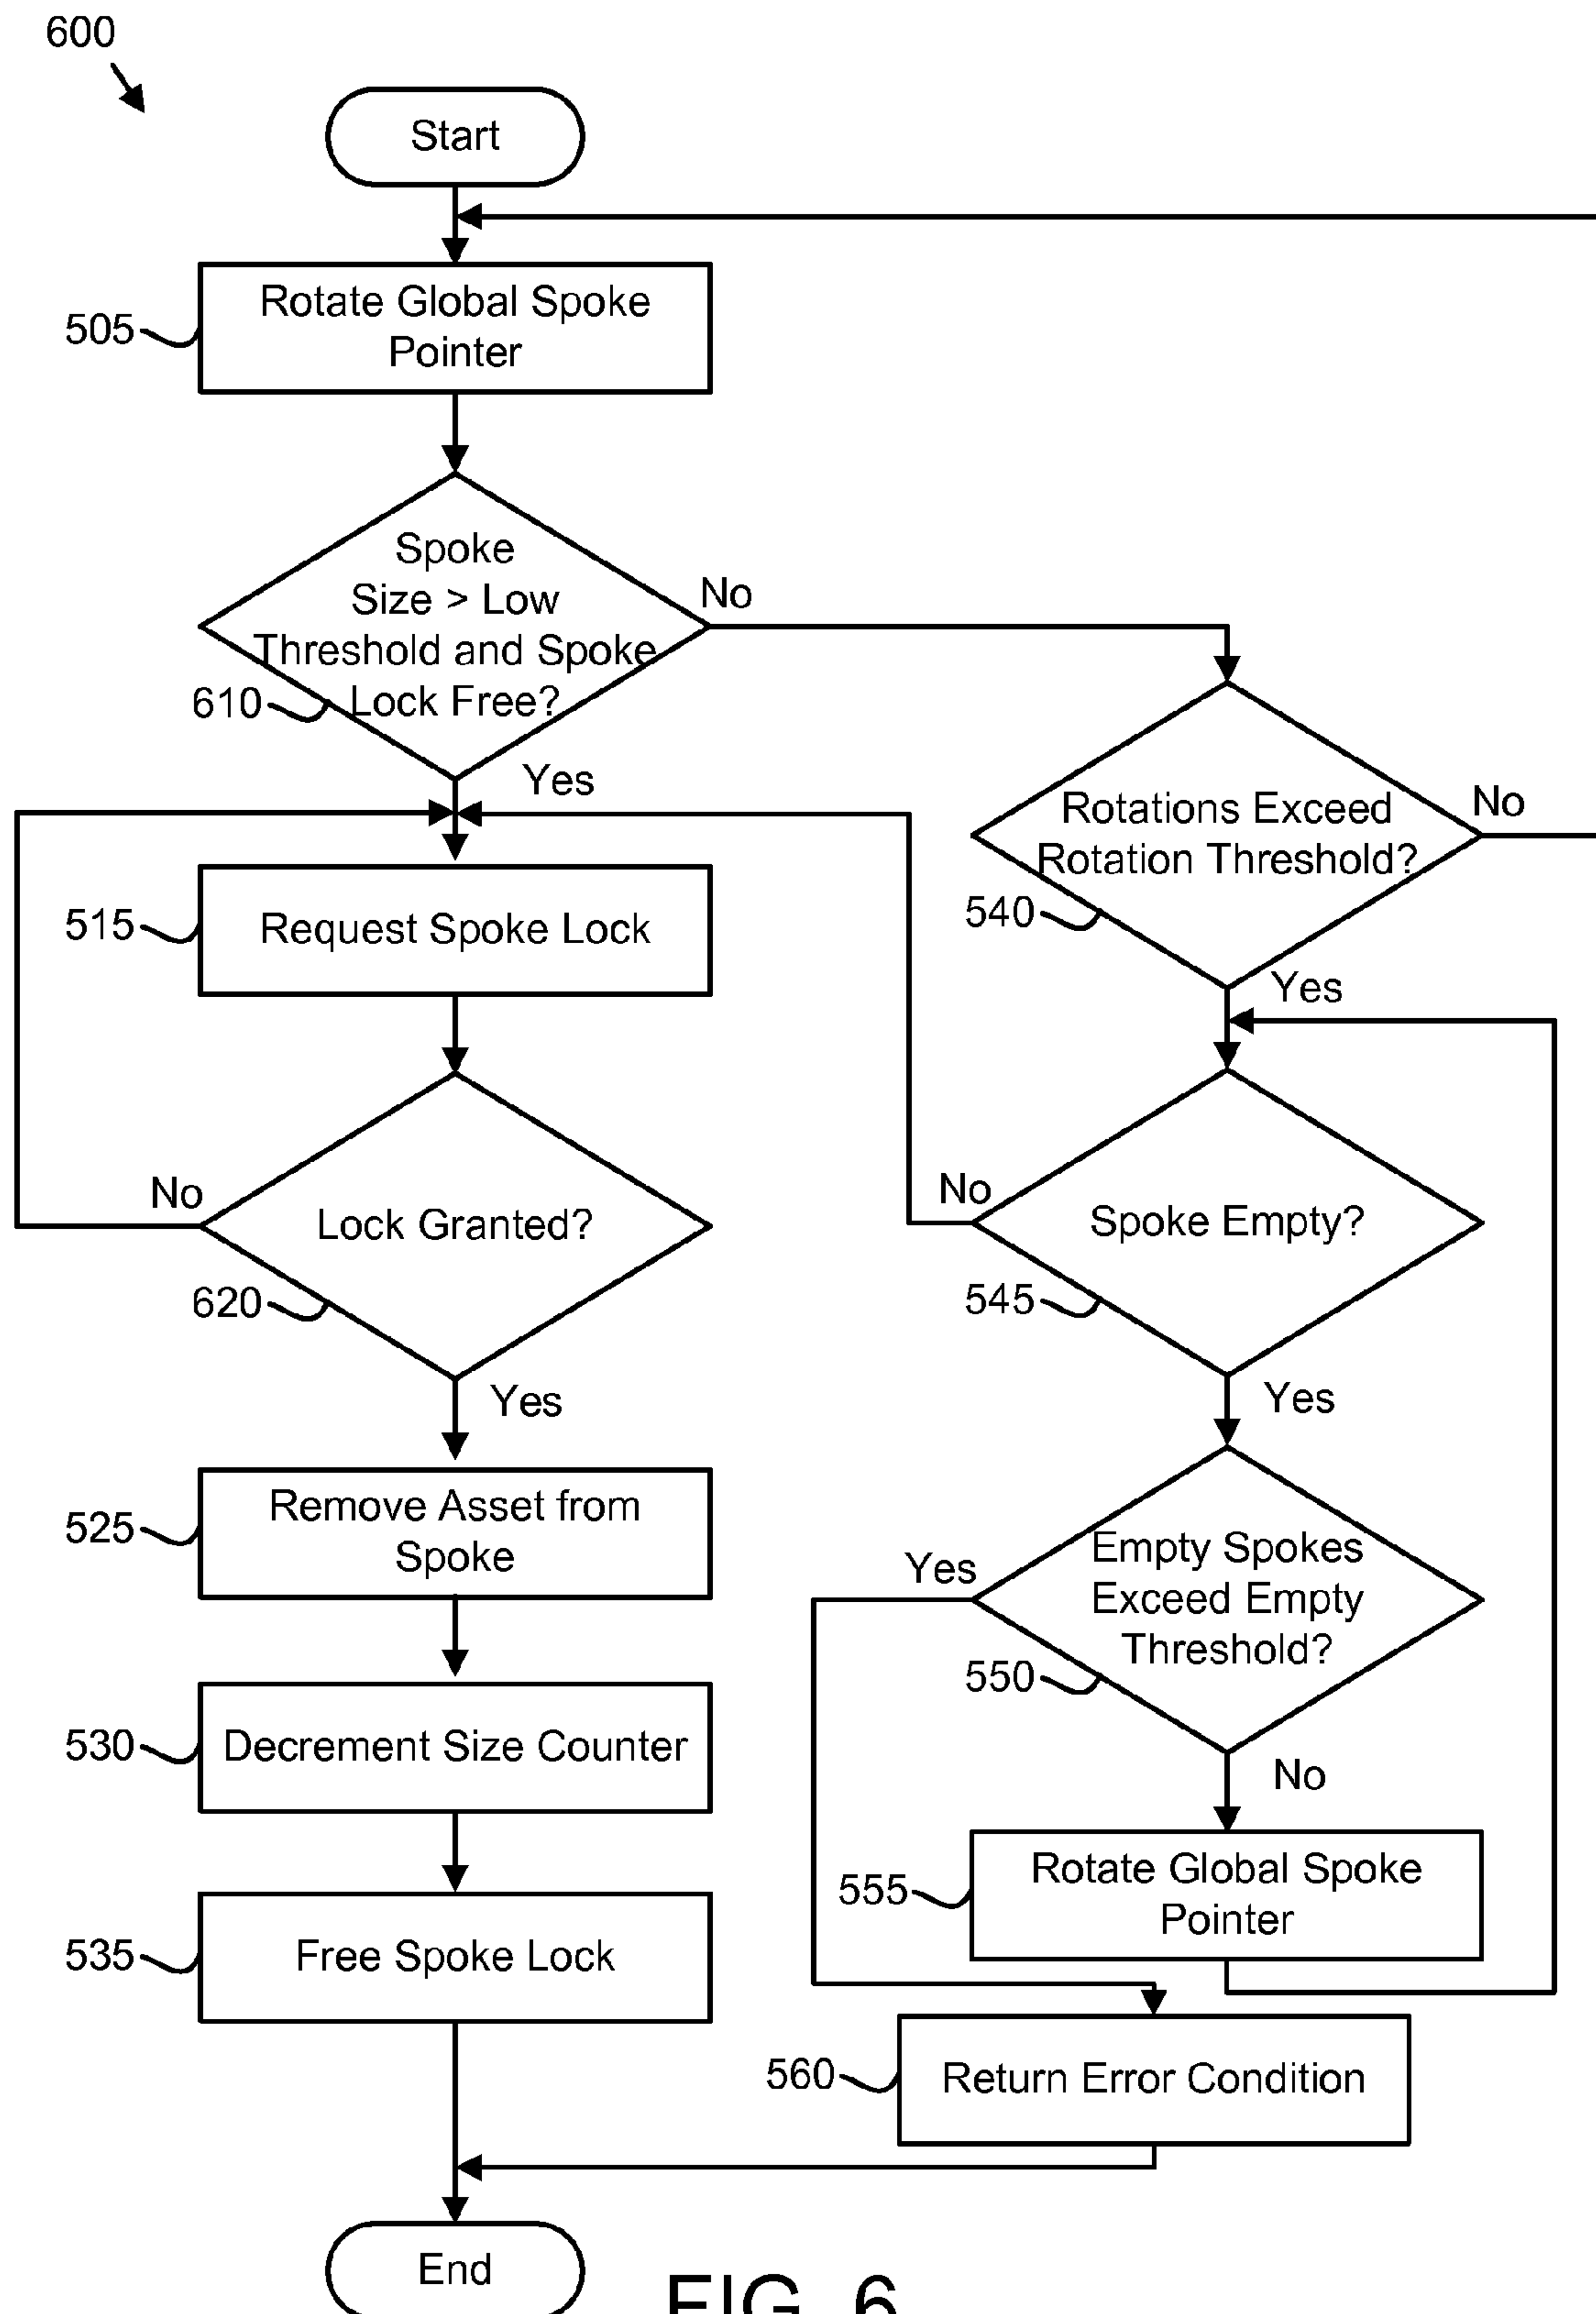 600
Start
505
Rotate Global Spoke
Pointer
Spoke
Size > Low
Threshold and Spoke
Lock Free?
610
No
Yes
515
Request Spoke Lock
Rotations Exceed
Rotation Threshold?
540
No
Yes
No
Lock Granted?
620
Yes
No
Spoke Empty?
545
Yes
525
Remove Asset from
Spoke
Yes
Empty Spokes
Exceed Empty
Threshold?
550
No
530
Decrement Size Counter
555
Rotate Global Spoke
Pointer
535
Free Spoke Lock
560
Return Error Condition
End
FIG. 6